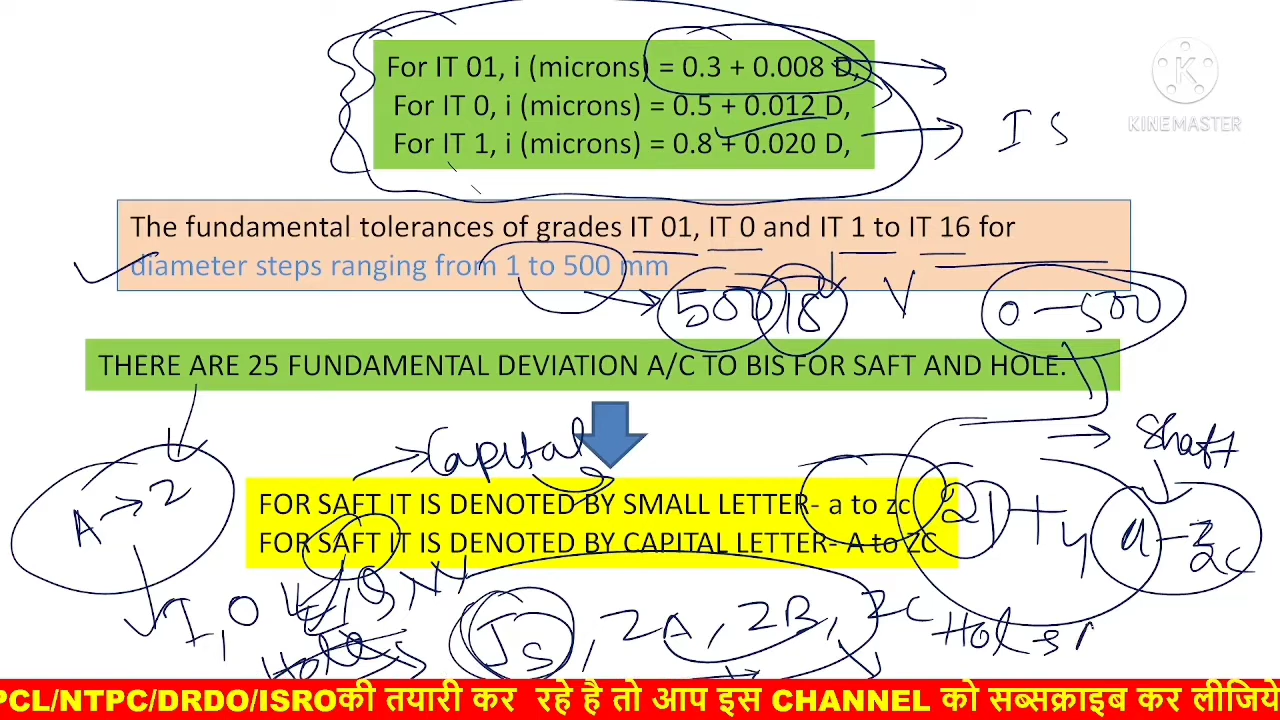 For IT 01, i (microns) = 0.3 + 0.008 D,
For IT 0, i (microns) = 0.5 + 0.012 D,
For IT 1, i (microns) = 0.8 + 0.020 D,
KINEMASTER
I S
The fundamental tolerances of grades IT 01, IT 0 and IT 1 to IT 16 for
diameter steps ranging from 1 to 500 mm
500 18 0 - 500
THERE ARE 25 FUNDAMENTAL DEVIATION A/C TO BIS FOR SAFT AND HOLE.
Capital
Shaft
A → Z
FOR SAFT IT IS DENOTED BY SMALL LETTER- a to zc
FOR SAFT IT IS DENOTED BY CAPITAL LETTER- A to ZC
21 + 4
a - z
zc
I, O
JS, ZA, ZB, ZC
PCL/NTPC/DRDO/ISROकी तैयारी कर रहे है तो आप इस CHANNEL को सब्सक्राइब कर लीजिये